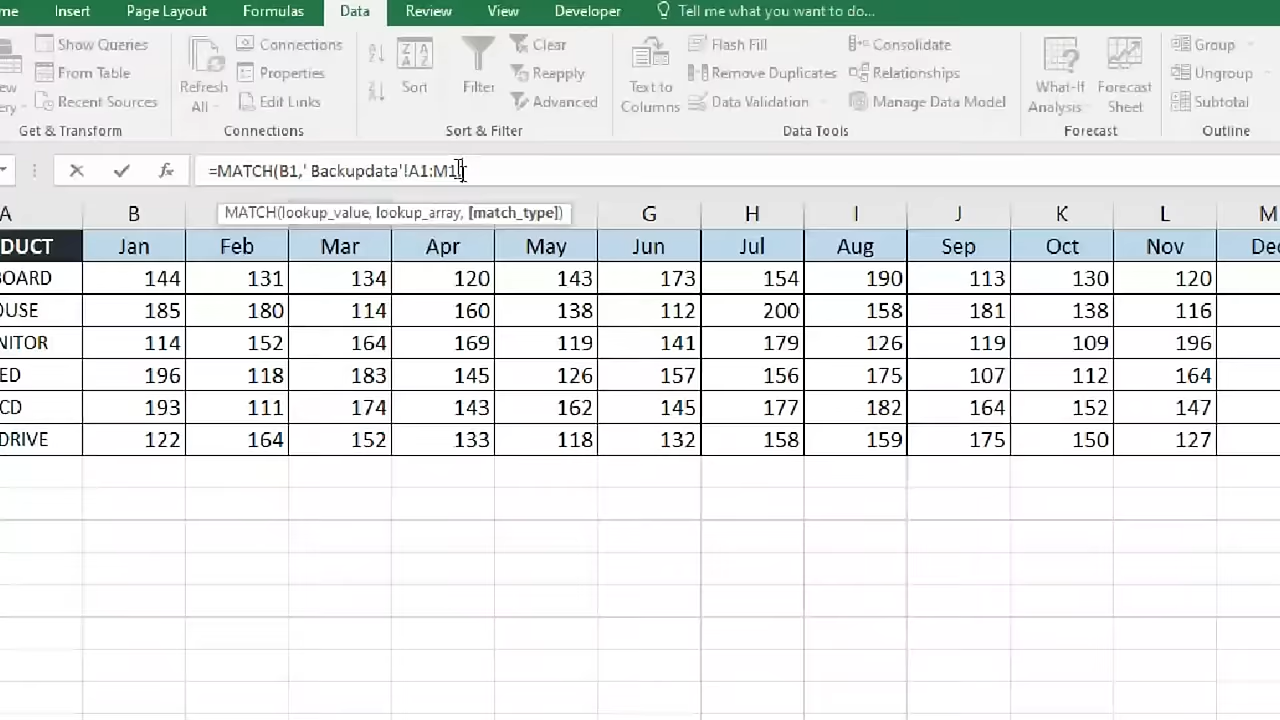 me Insert Page Layout Formulas Data Review View Developer Tell me what you want to do...
Show Queries
From Table
Recent Sources
Get & Transform
Refresh
All
Connections
Properties
Edit Links
Connections
Sort
Filter
Clear
Reapply
Advanced
Sort & Filter
Text to
Columns
Flash Fill
Remove Duplicates
Data Validation
Consolidate
Relationships
Manage Data Model
Data Tools
What-If
Analysis
Forecast
Sheet
Forecast
Group
Ungroup
Subtotal
Outline
=MATCH(B1,' Backupdata'!A1:M1
MATCH(lookup_value, lookup_array, [match_type])
A B G H I J K L M
DUCT Jan Feb Mar Apr May Jun Jul Aug Sep Oct Nov Dec
BOARD 144 131 134 120 143 173 154 190 113 130 120
OUSE 185 180 114 160 138 112 200 158 181 138 116
NITOR 114 152 164 169 119 141 179 126 119 109 196
ED 196 118 183 145 126 157 156 175 107 112 164
CD 193 111 174 143 162 145 177 182 164 152 147
DRIVE 122 164 152 133 118 132 158 159 175 150 127